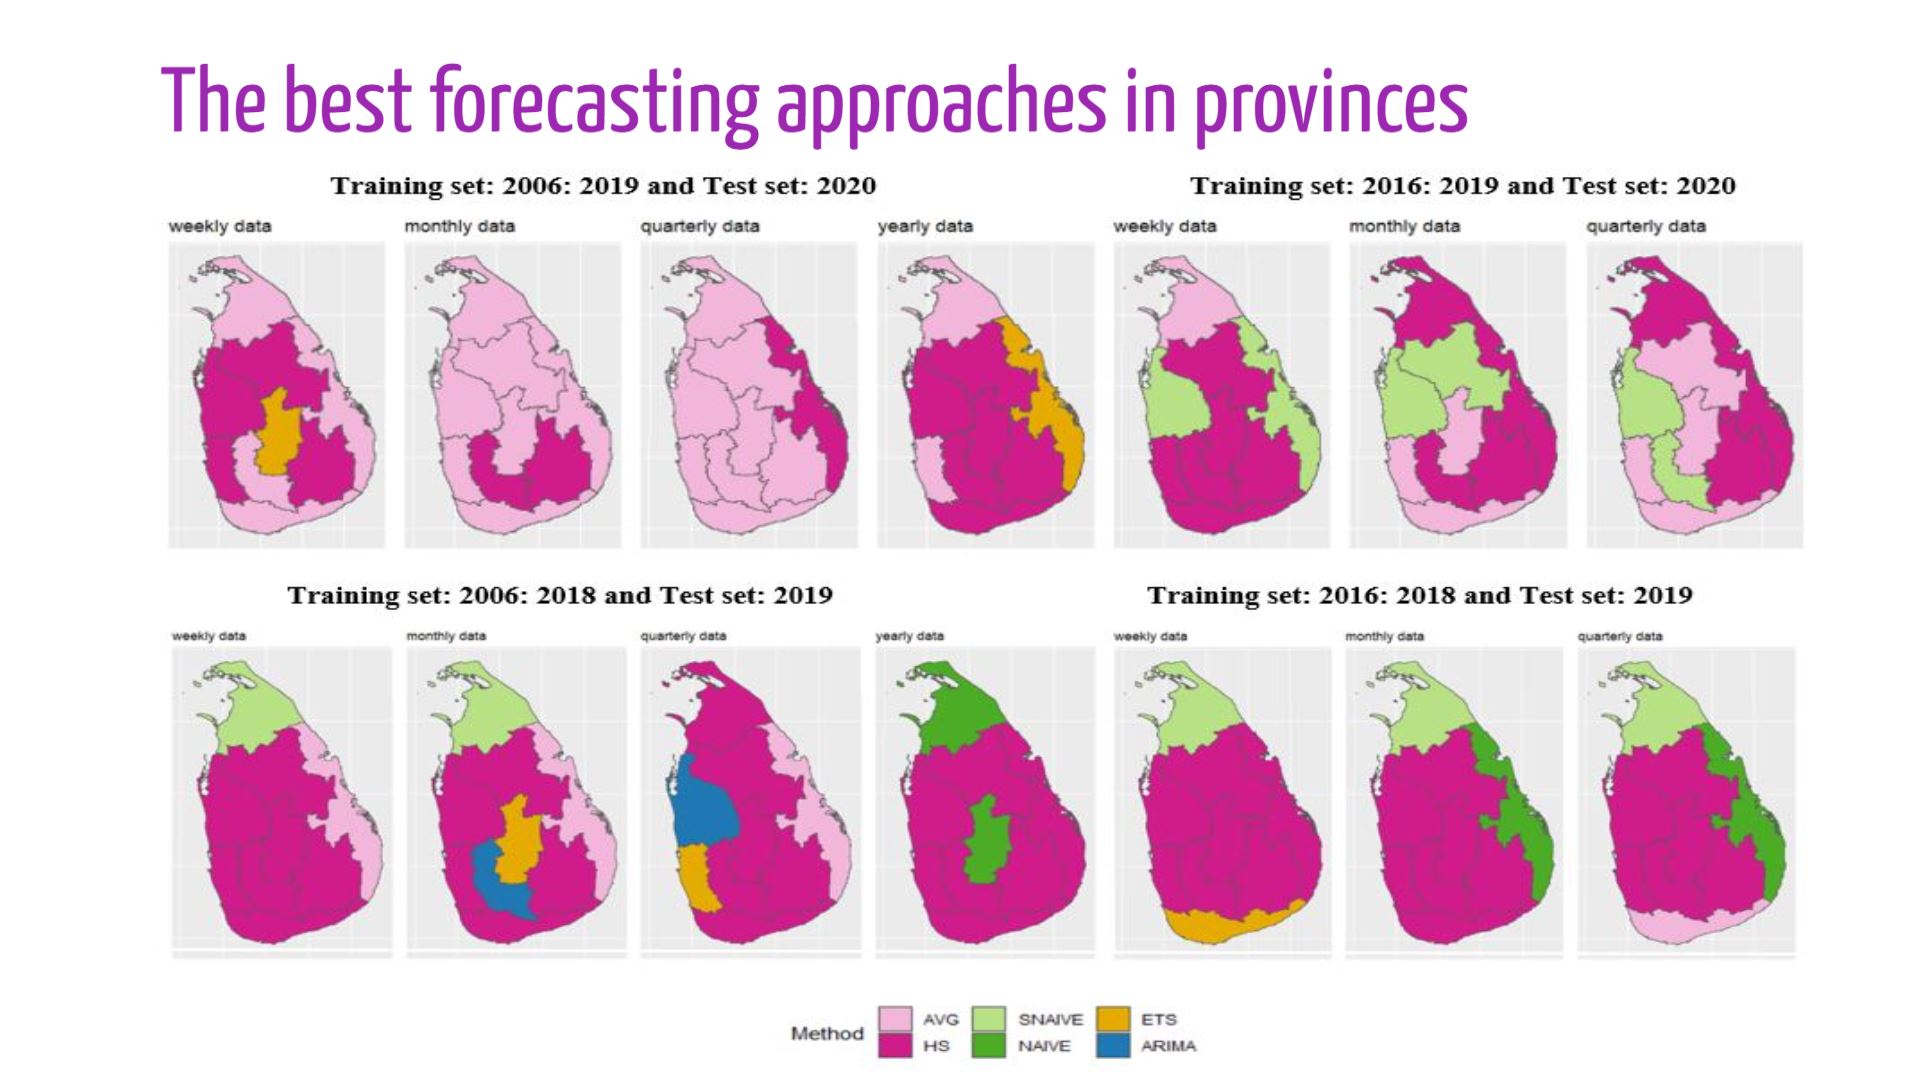 The best forecasting approaches in provinces
Training set: 2006: 2019 and Test set: 2020
Training set: 2016: 2019 and Test set: 2020
weekly data
monthly data
quarterly data
yearly data
weekly data
monthly data
quarterly data
Training set: 2006: 2018 and Test set: 2019
Training set: 2016: 2018 and Test set: 2019
weekly data
monthly data
quarterly data
yearly data
weekly data
monthly data
quarterly data
Method
AVG
SNAIVE
ETS
HS
NAIVE
ARIMA